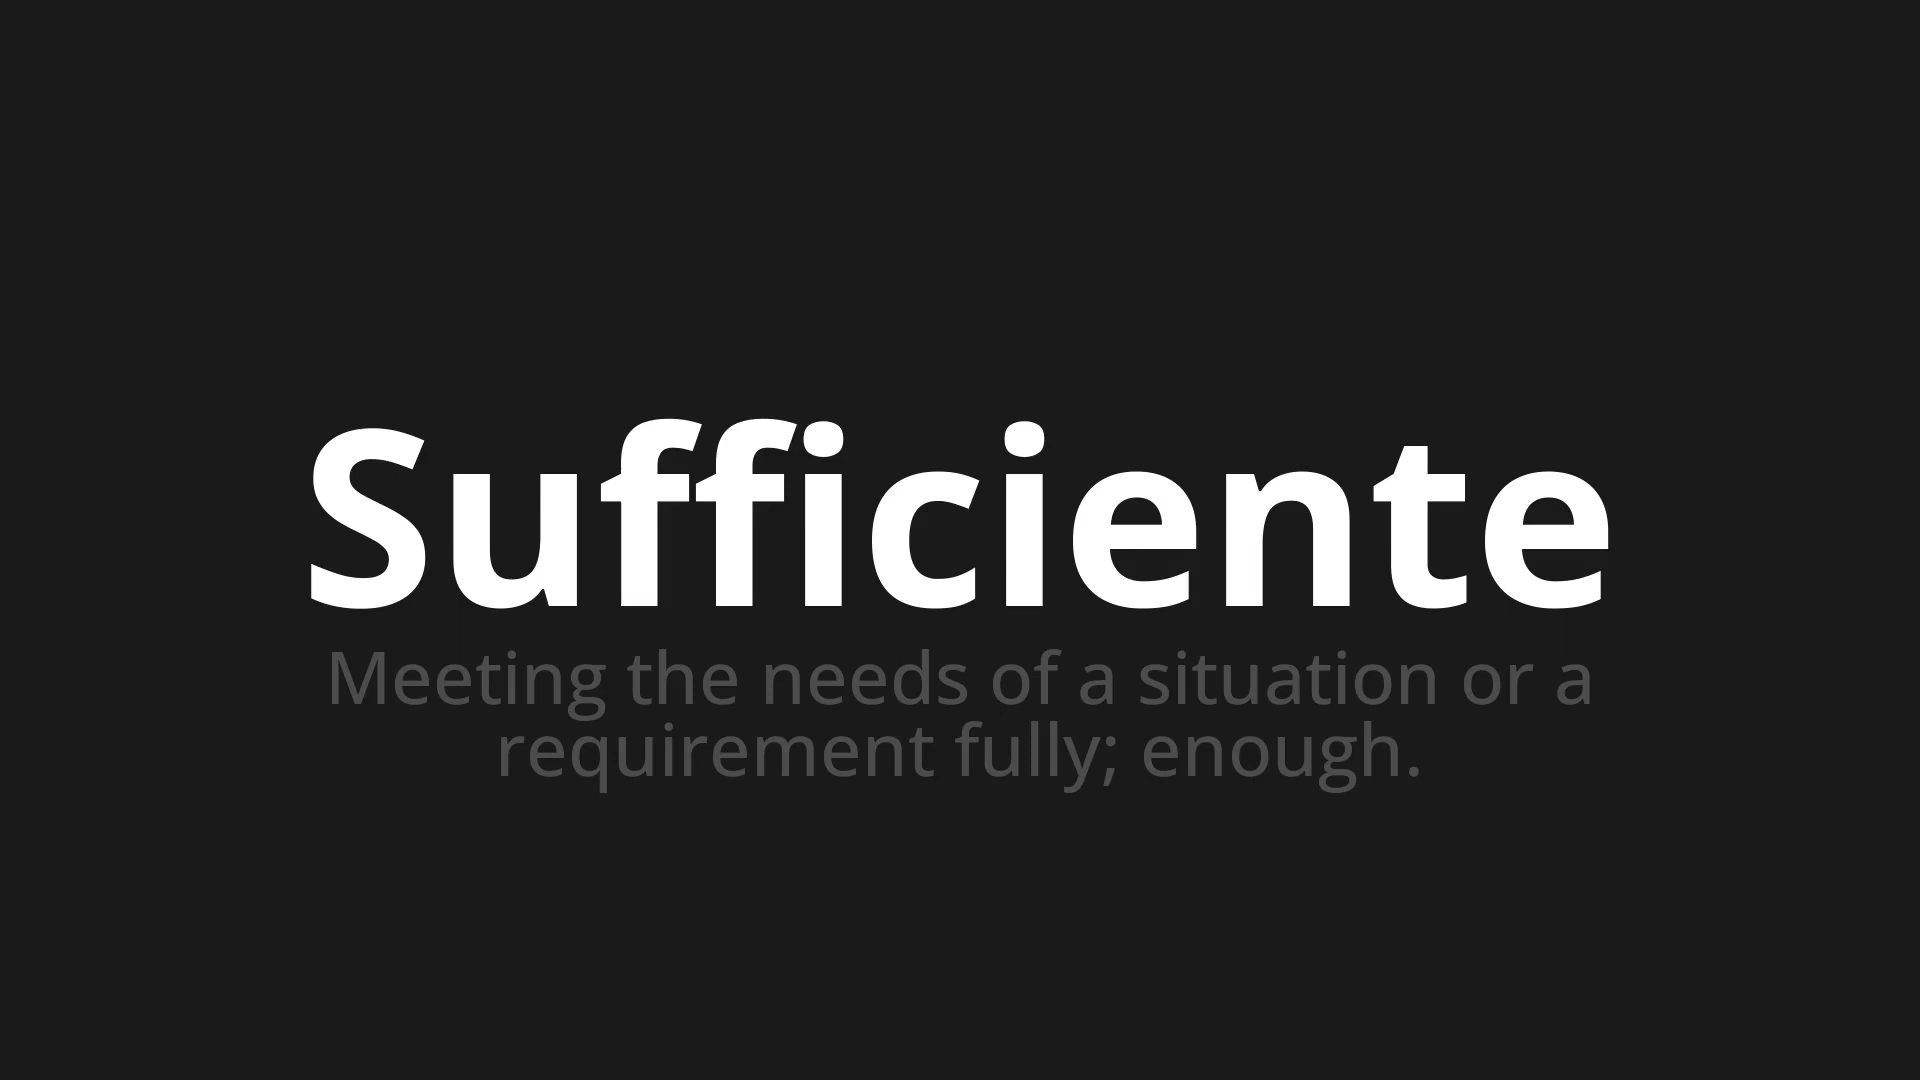 Sufficiente
Meeting the needs of a situation or a
requirement fully; enough.